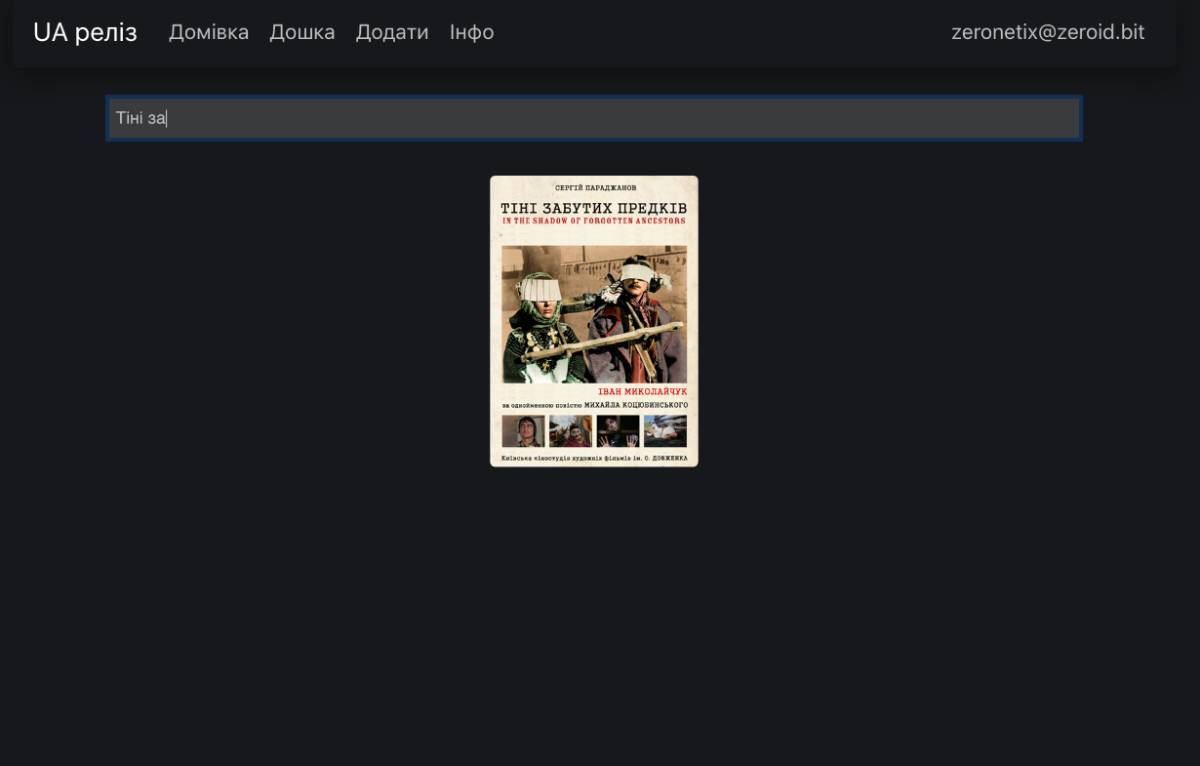 UA реліз Домівка Дошка Додати Інфо zeronetix@zeroid.bit
Тіні за
СЕРГІЙ ПАРАДЖАНОВ
ТІНІ ЗАБУТИХ ПРЕДКІВ
IN THE SHADOW OF FORGOTTEN ANCESTORS
ІВАН МИКОЛАЙЧУК
за однойменною повістю МИХАЙЛА КОЦЮБИНСЬКОГО
Київська кіностудія художніх фільмів ім. О. ДОВЖЕНКА